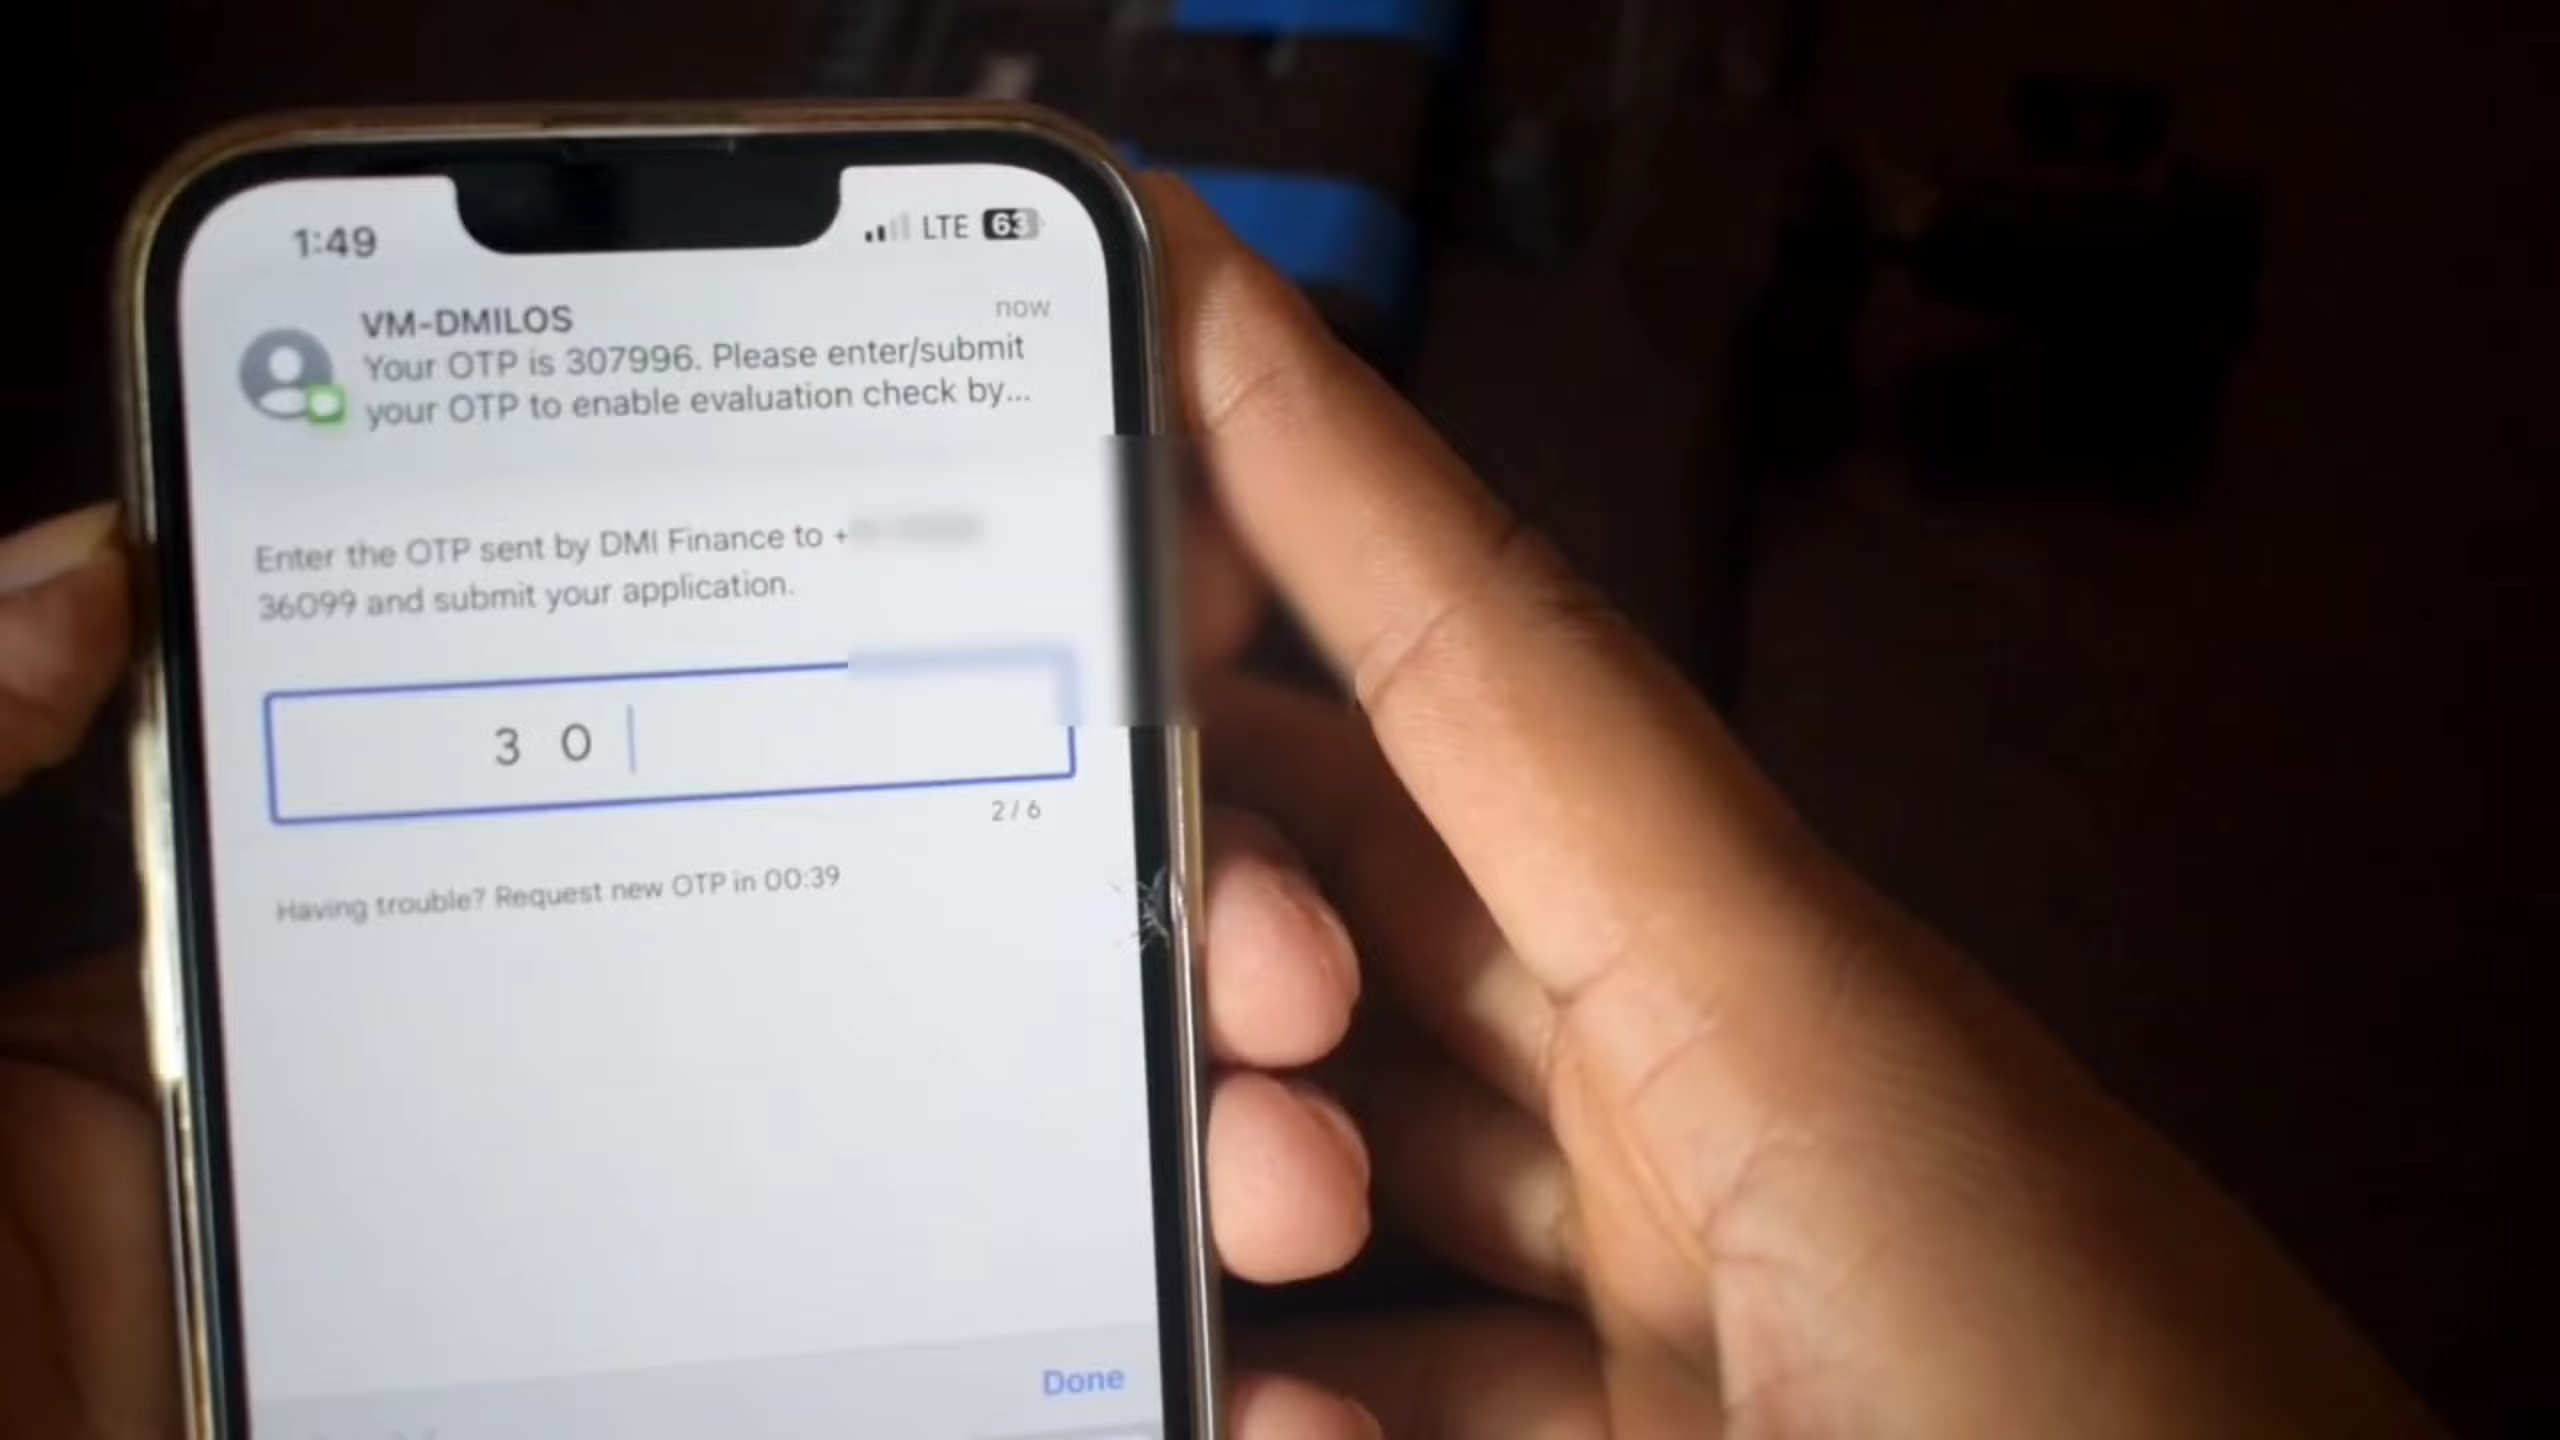 1:49
LTE 63
VM-DMILOS
now
Your OTP is 307996. Please enter/submit
your OTP to enable evaluation check by...
Enter the OTP sent by DMI Finance to +
36099 and submit your application.
3 0
2 / 6
Having trouble? Request new OTP in 00:39
Done